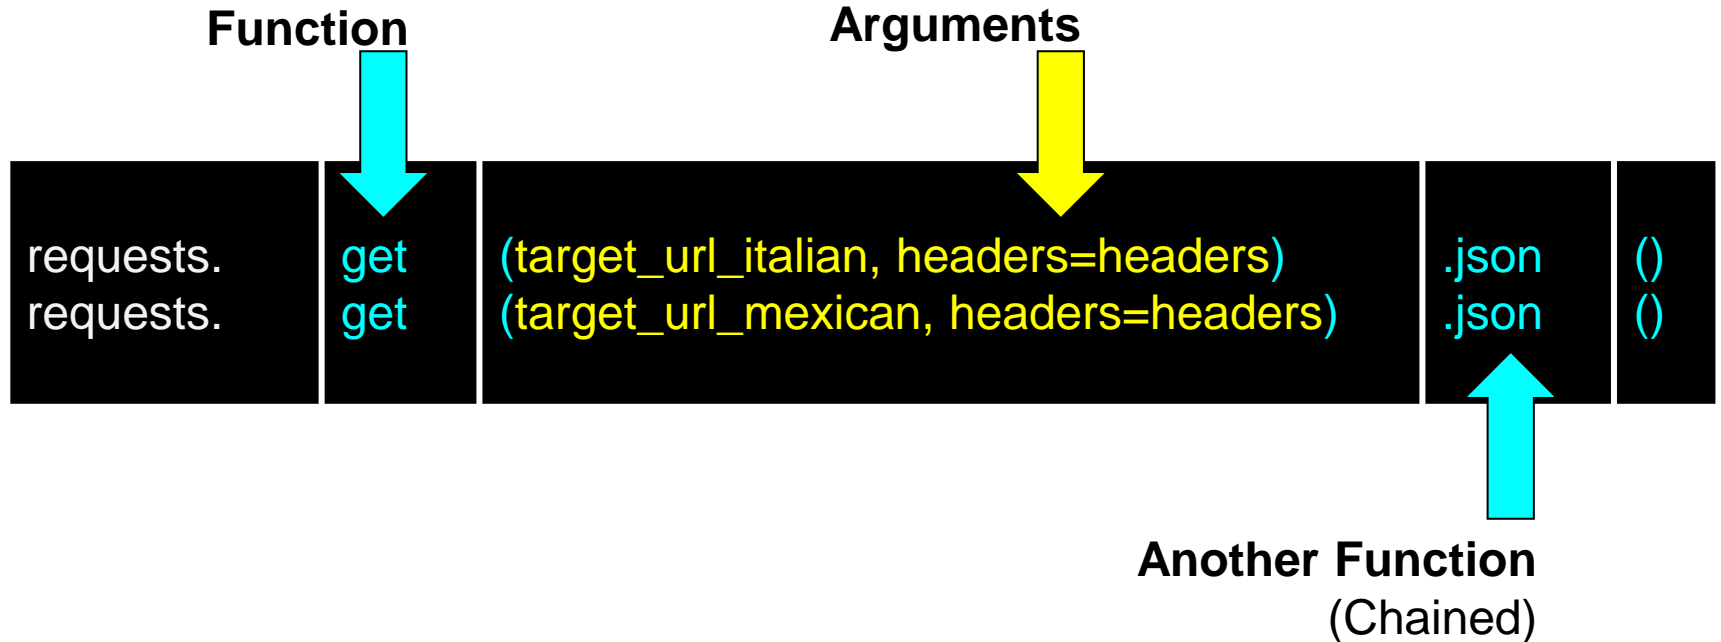 Function
Arguments
requests. get (target_url_italian, headers=headers) .json ()
requests. get (target_url_mexican, headers=headers) .json ()
Another Function
(Chained)